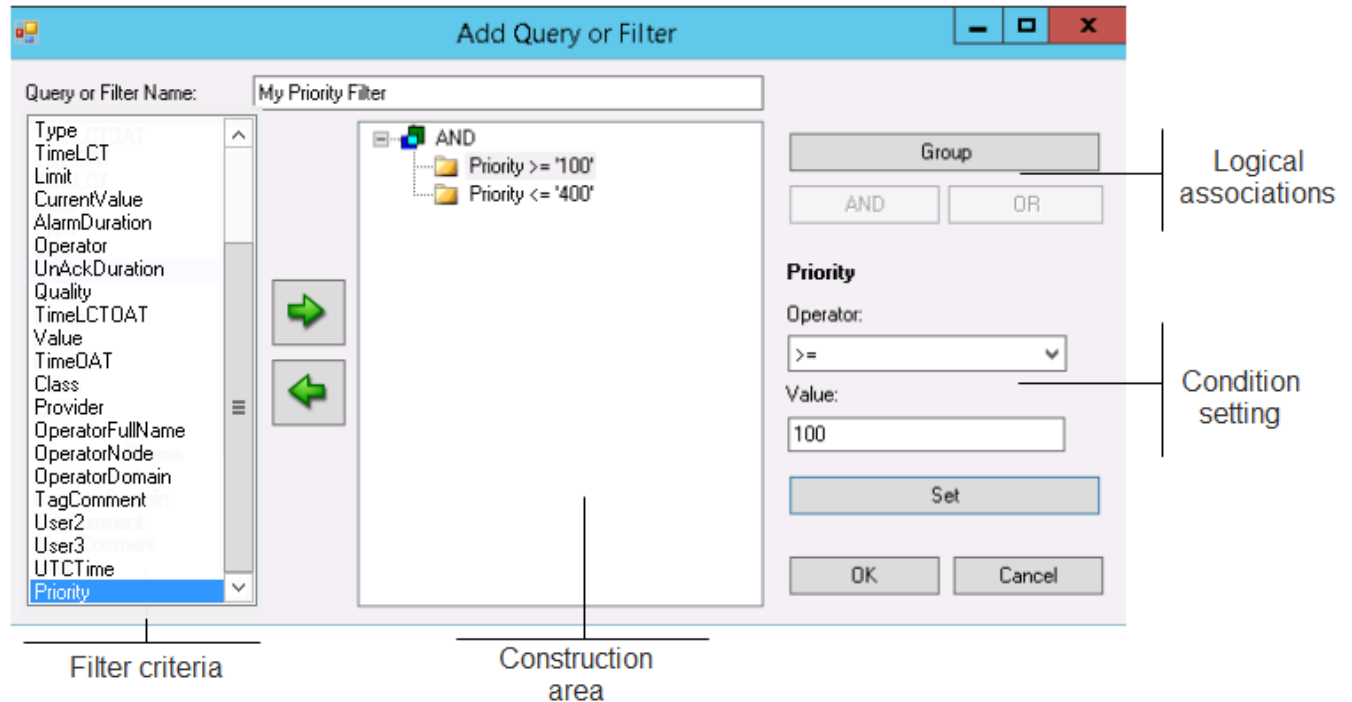 Add Query or Filter
Query or Filter Name:
My Priority Filter
Type
TimeLCT
Limit
CurrentValue
AlarmDuration
Operator
UnAckDuration
Quality
TimeLCTOAT
Value
TimeOAT
Class
Provider
OperatorFullName
OperatorNode
OperatorDomain
TagComment
User2
User3
UTCTime
Priority
AND
Priority >= '100'
Priority <= '400'
Group
AND
OR
Priority
Operator:
>=
Value:
100
Set
OK
Cancel
Logical
associations
Condition
setting
Filter criteria
Construction
area